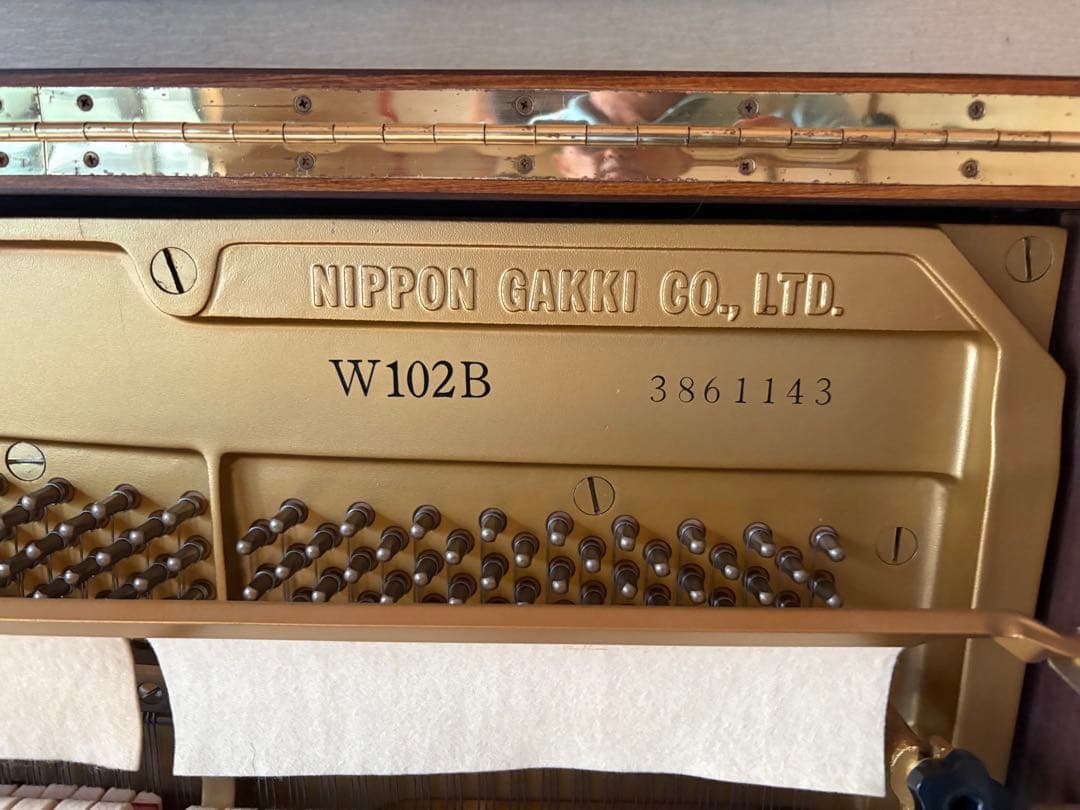 NIPPON GAKKI CO., LTD.
W102B 3861143